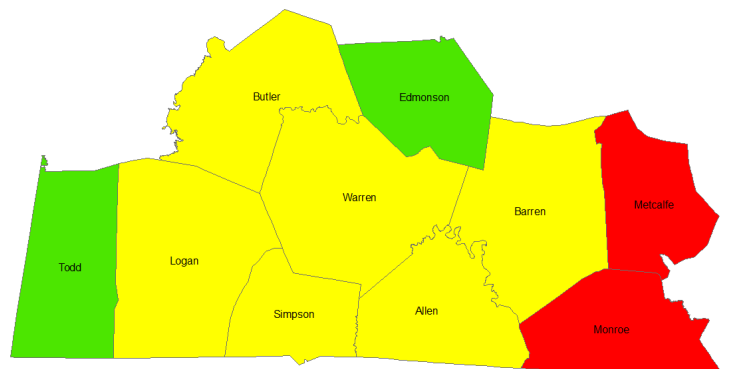 Butler
Edmonson
Warren
Metcalfe
Barren
Logan
Todd
Simpson
Allen
Monroe